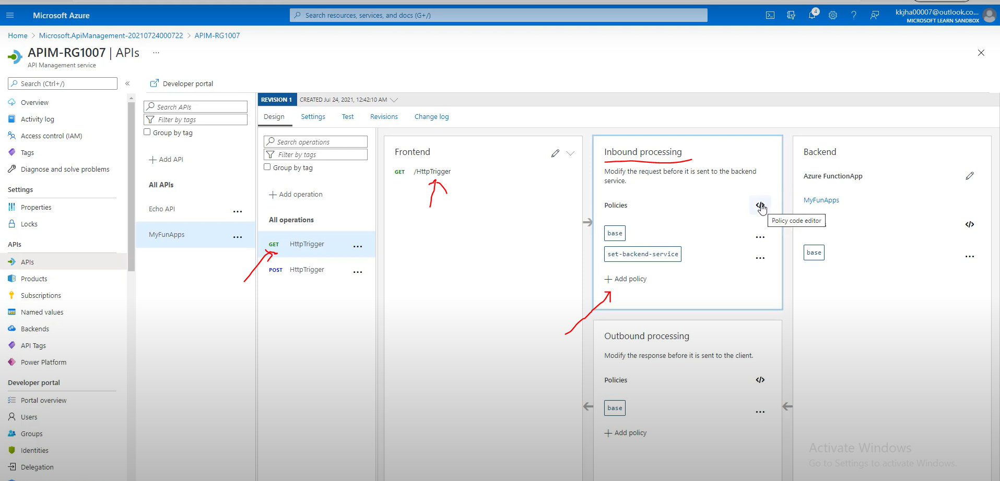 Microsoft Azure
Search resources, services, and docs (G+/)
4
kkjha00007@outlook.co...
MICROSOFT LEARN SANDBOX
Home > Microsoft.ApiManagement-20210724000722 > APIM-RG1007
APIM-RG1007 | APIs ...
API Management service
Search (Ctrl+/)
«
Overview
Activity log
Access control (IAM)
Tags
Diagnose and solve problems
Settings
Properties
Locks
APIs
APIs
Products
Subscriptions
Named values
Backends
API Tags
Power Platform
Developer portal
Portal overview
Users
Groups
Identities
Delegation
Developer portal
Search APIs
Filter by tags
Group by tag
+ Add API
All APIs
Echo API ...
MyFunApps ...
REVISION 1 CREATED Jul 24, 2021, 12:42:10 AM
Design Settings Test Revisions Change log
Search operations
Filter by tags
Group by tag
+ Add operation
All operations
GET HttpTrigger ...
POST HttpTrigger ...
Frontend
GET /HttpTrigger
Inbound processing
Modify the request before it is sent to the backend
service.
Policies </>
Policy code editor
base ...
set-backend-service ...
+ Add policy
Outbound processing
Modify the response before it is sent to the client.
Policies </>
base ...
+ Add policy
Backend
Azure FunctionApp
MyFunApps
</>
base ...
Activate Windows
Go to Settings to activate Windows.